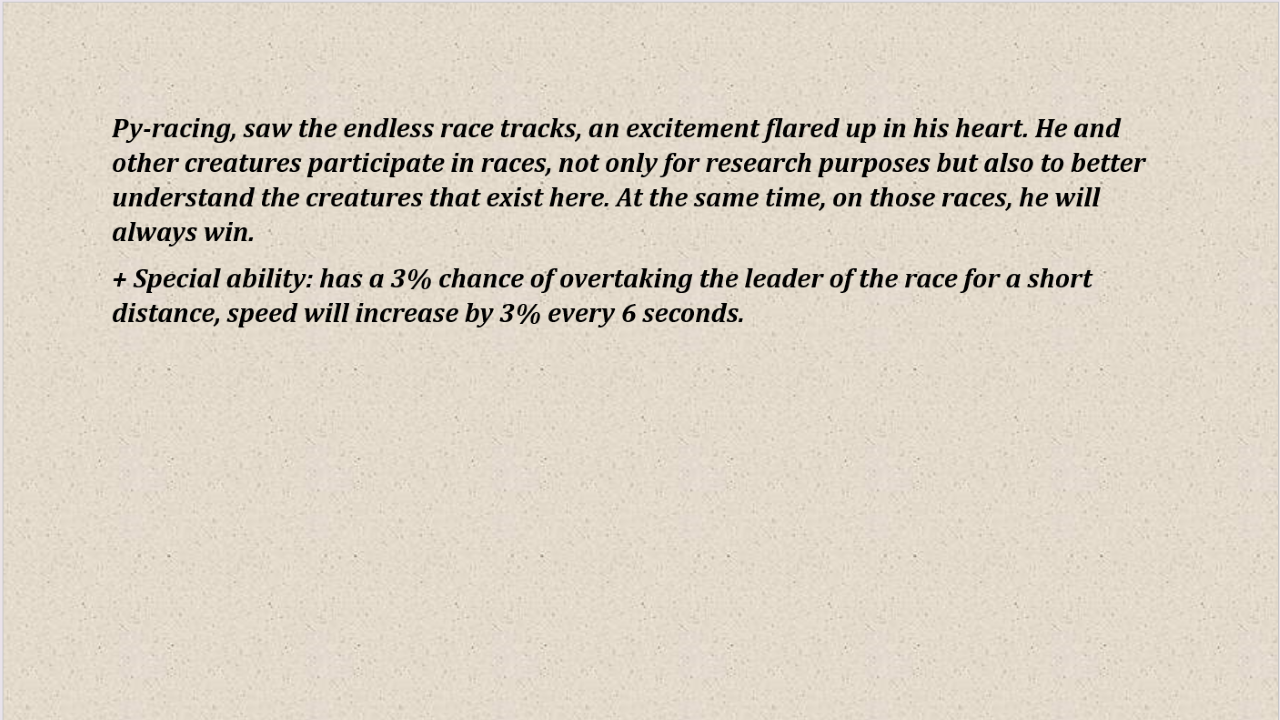 Py-racing, saw the endless race tracks, an excitement flared up in his heart. He and
other creatures participate in races, not only for research purposes but also to better
understand the creatures that exist here. At the same time, on those races, he will
always win.
+ Special ability: has a 3% chance of overtaking the leader of the race for a short
distance, speed will increase by 3% every 6 seconds.